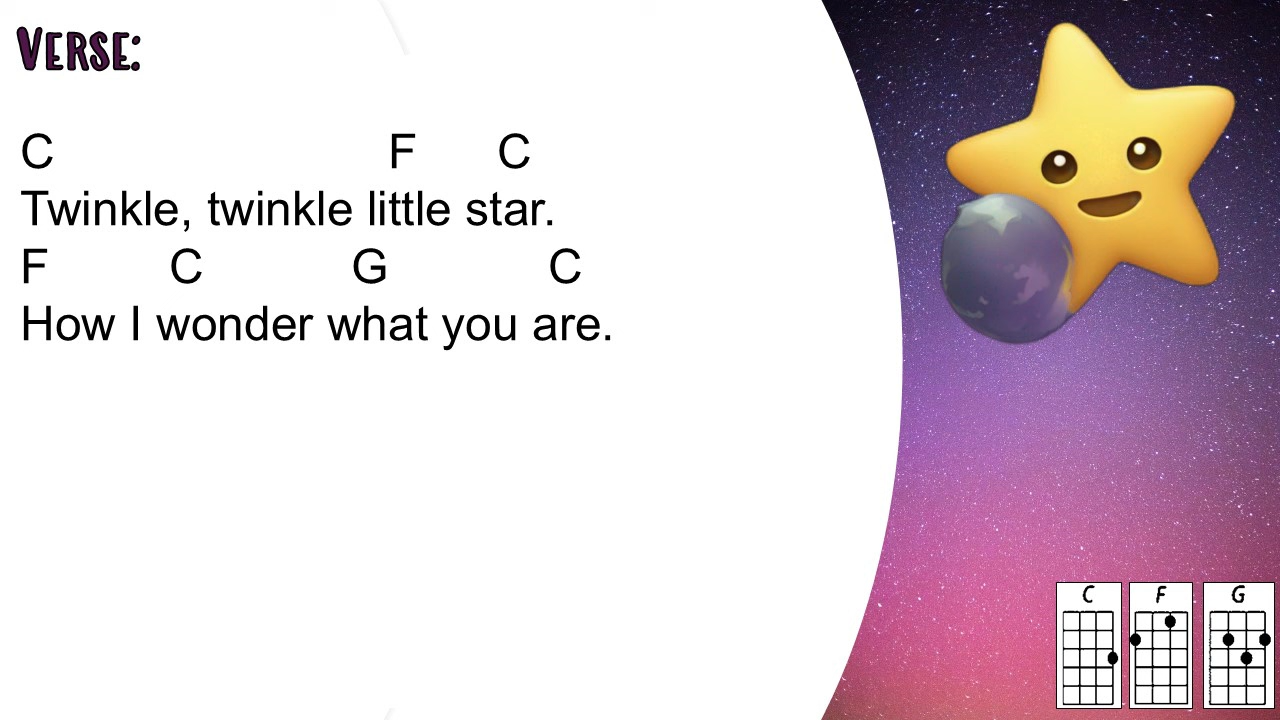 VERSE:
C F C
Twinkle, twinkle little star.
F C G C
How I wonder what you are.
C F G